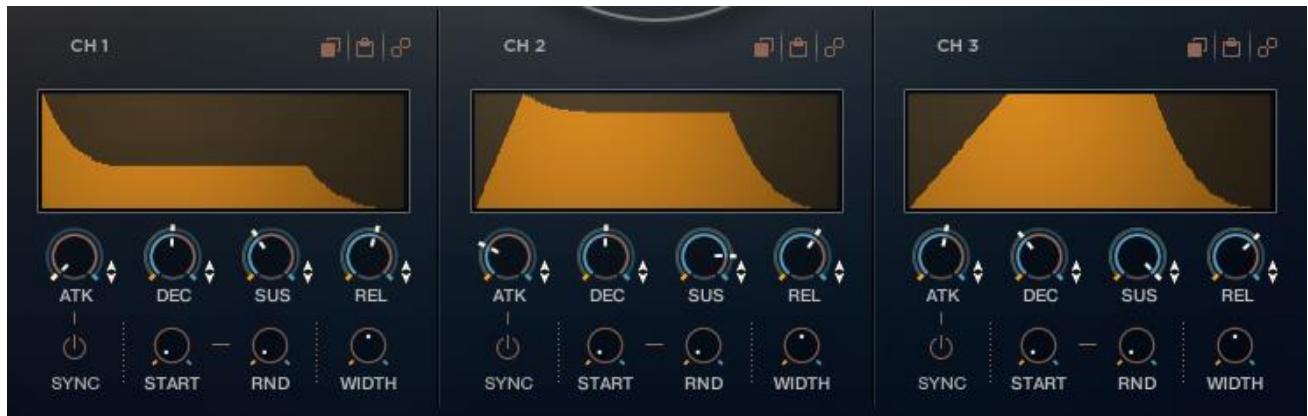 CH 1 CH 2 CH 3
ATK DEC SUS REL ATK DEC SUS REL ATK DEC SUS REL
SYNC START RND WIDTH SYNC START RND WIDTH SYNC START RND WIDTH